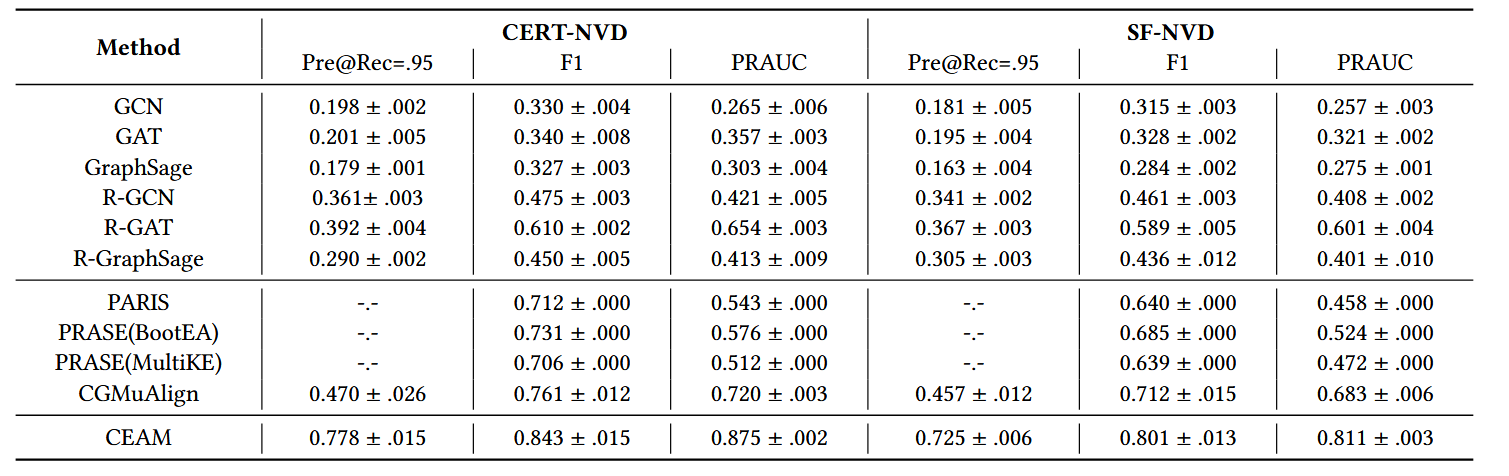 Method CERT-NVD SF-NVD
Pre@Rec=.95 F1 PRAUC Pre@Rec=.95 F1 PRAUC
GCN 0.198 ± .002 0.330 ± .004 0.265 ± .006 0.181 ± .005 0.315 ± .003 0.257 ± .003
GAT 0.201 ± .005 0.340 ± .008 0.357 ± .003 0.195 ± .004 0.328 ± .002 0.321 ± .002
GraphSage 0.179 ± .001 0.327 ± .003 0.303 ± .004 0.163 ± .004 0.284 ± .002 0.275 ± .001
R-GCN 0.361± .003 0.475 ± .003 0.421 ± .005 0.341 ± .002 0.461 ± .003 0.408 ± .002
R-GAT 0.392 ± .004 0.610 ± .002 0.654 ± .003 0.367 ± .003 0.589 ± .005 0.601 ± .004
R-GraphSage 0.290 ± .002 0.450 ± .005 0.413 ± .009 0.305 ± .003 0.436 ± .012 0.401 ± .010
PARIS -.- 0.712 ± .000 0.543 ± .000 -.- 0.640 ± .000 0.458 ± .000
PRASE(BootEA) -.- 0.731 ± .000 0.576 ± .000 -.- 0.685 ± .000 0.524 ± .000
PRASE(MultiKE) -.- 0.706 ± .000 0.512 ± .000 -.- 0.639 ± .000 0.472 ± .000
CGMuAlign 0.470 ± .026 0.761 ± .012 0.720 ± .003 0.457 ± .012 0.712 ± .015 0.683 ± .006
CEAM 0.778 ± .015 0.843 ± .015 0.875 ± .002 0.725 ± .006 0.801 ± .013 0.811 ± .003